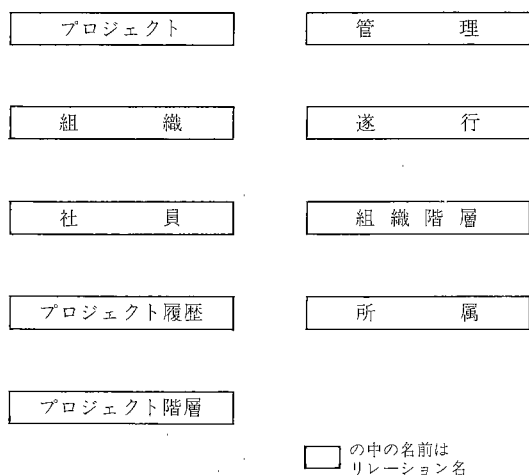 プロジェクト
管理
組織
遂行
社員
組織階層
プロジェクト履歴
所属
プロジェクト階層
の中の名前は
リレーション名